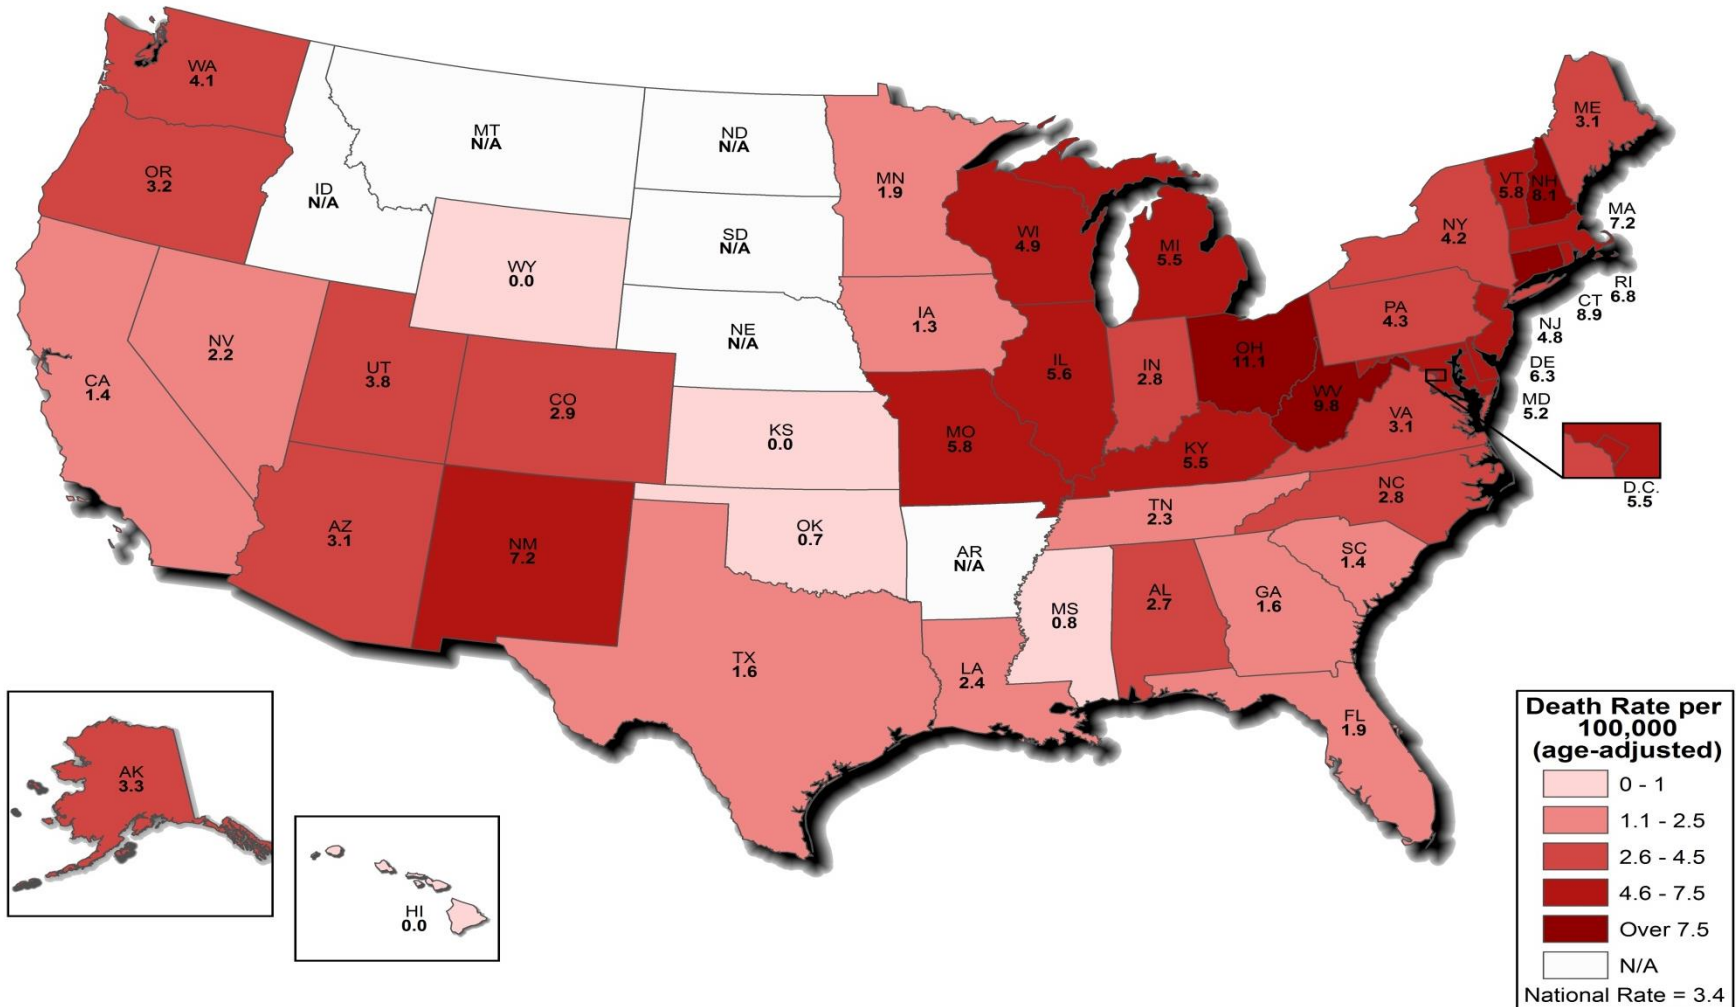 WA
4.1
MT
N/A
ND
N/A
ME
3.1
OR
3.2
ID
N/A
MN
1.9
VT
5.8
NH
8.1
MA
7.2
SD
N/A
WI
4.9
MI
5.5
NY
4.2
WY
0.0
RI
6.8
CT
8.9
IA
1.3
PA
4.3
NJ
4.8
NE
N/A
NV
2.2
OH
11.1
IL
5.6
IN
2.8
DE
6.3
UT
3.8
CA
1.4
CO
2.9
WV
9.8
MD
5.2
VA
3.1
KS
0.0
MO
5.8
KY
5.5
NC
2.8
D.C.
5.5
TN
2.3
AZ
3.1
OK
0.7
NM
7.2
AR
N/A
SC
1.4
AL
2.7
GA
1.6
MS
0.8
TX
1.6
LA
2.4
FL
1.9
AK
3.3
HI
0.0
Death Rate per
100,000
(age-adjusted)
0 - 1
1.1 - 2.5
2.6 - 4.5
4.6 - 7.5
Over 7.5
N/A
National Rate = 3.4